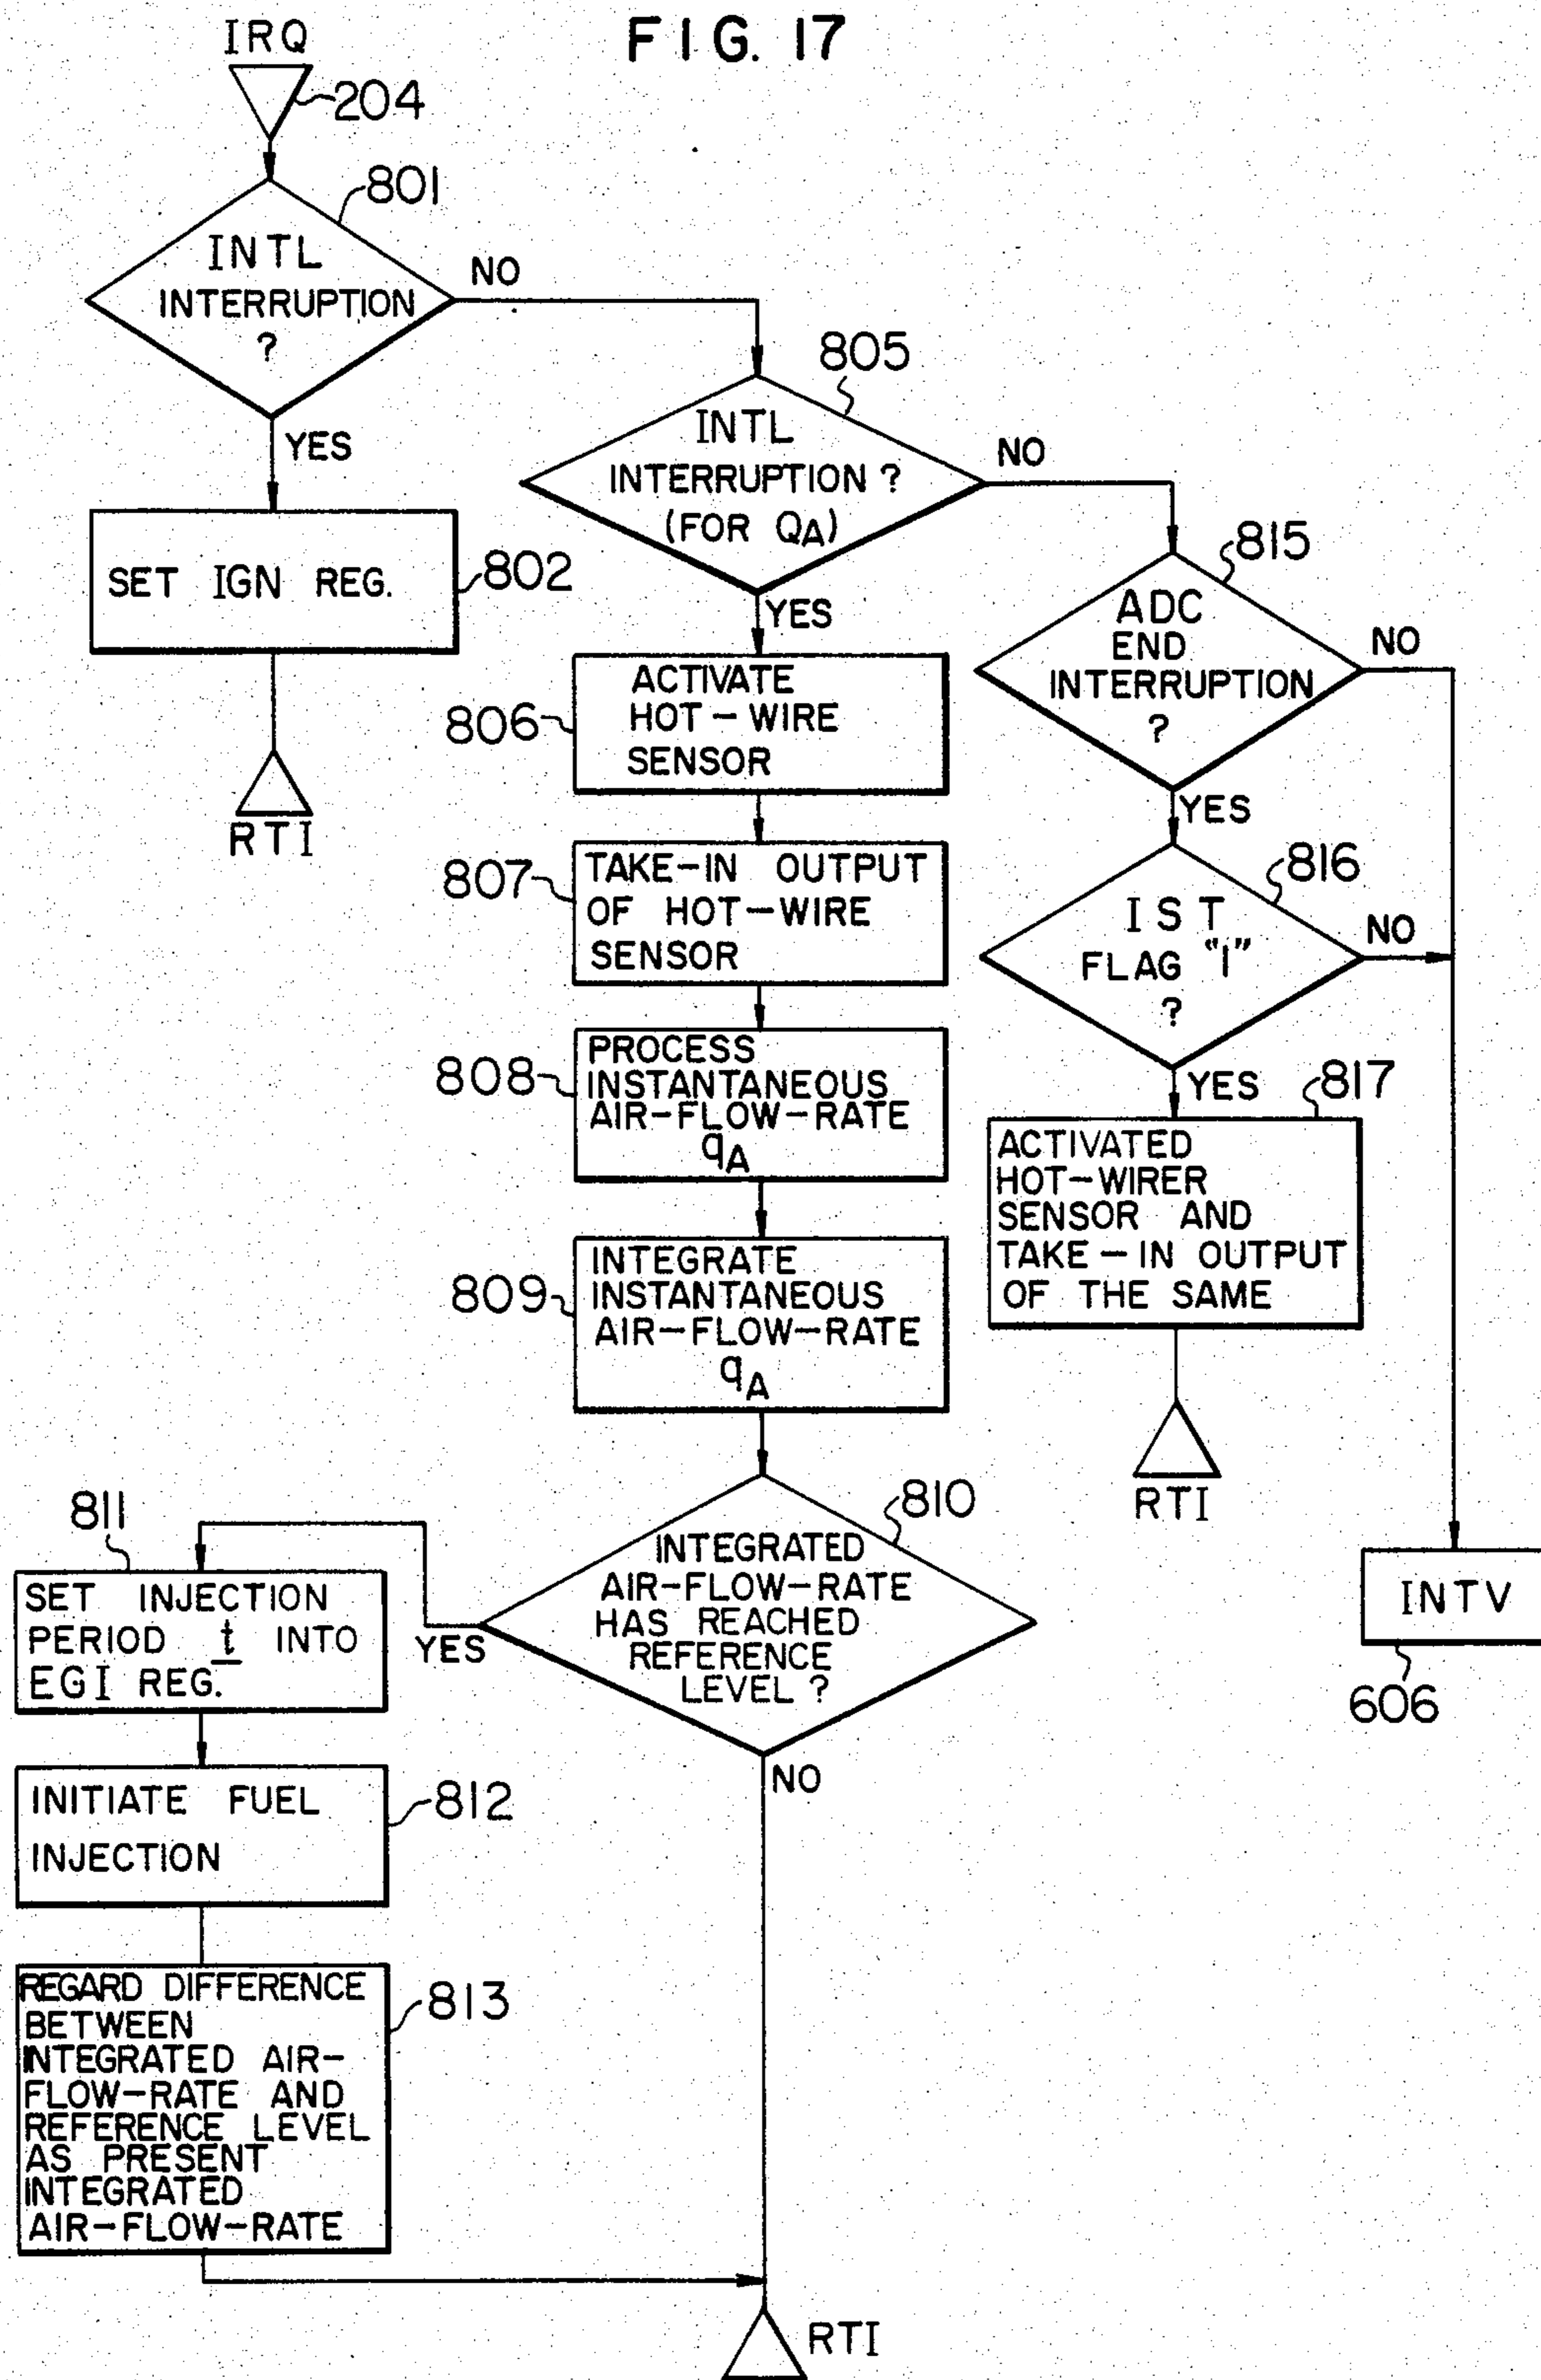 FIG. 17
IRQ
204
801
INTL
INTERRUPTION
?
NO
YES
SET IGN REG.
802
RTI
805
INTL
INTERRUPTION ?
(FOR QA)
NO
YES
806
ACTIVATE
HOT-WIRE
SENSOR
807
TAKE-IN OUTPUT
OF HOT-WIRE
SENSOR
808
PROCESS
INSTANTANEOUS
AIR-FLOW-RATE
qA
809
INTEGRATE
INSTANTANEOUS
AIR-FLOW-RATE
qA
810
INTEGRATED
AIR-FLOW-RATE
HAS REACHED
REFERENCE
LEVEL ?
YES
NO
811
SET INJECTION
PERIOD t INTO
EGI REG.
INITIATE FUEL
INJECTION
812
REGARD DIFFERENCE
BETWEEN
INTEGRATED AIR-
FLOW-RATE AND
REFERENCE LEVEL
AS PRESENT
INTEGRATED
AIR-FLOW-RATE
813
RTI
815
ADC
END
INTERRUPTION
?
NO
YES
816
IST
FLAG "1"
?
NO
YES
817
ACTIVATED
HOT-WIRER
SENSOR AND
TAKE-IN OUTPUT
OF THE SAME
RTI
INTV
606